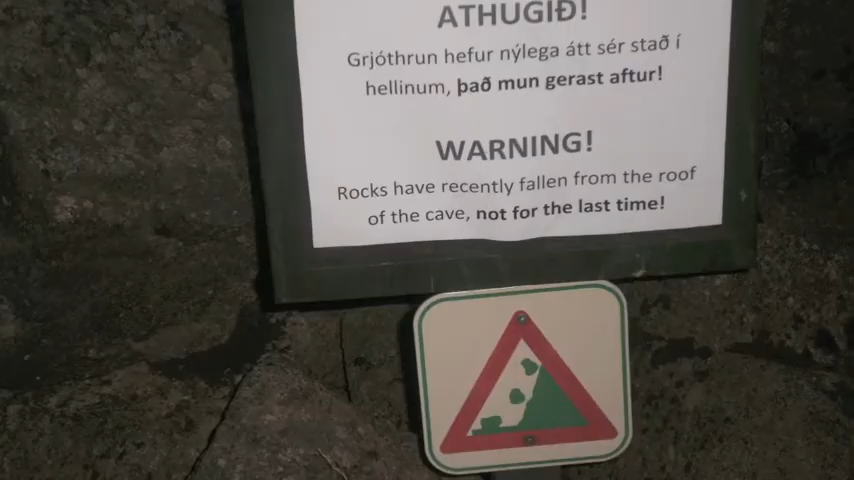 ATHUGIÐ!
Grjóthrun hefur nýlega átt sér stað í
hellinum, það mun gerast aftur!
WARNING!
Rocks have recently fallen from the roof
of the cave, not for the last time!